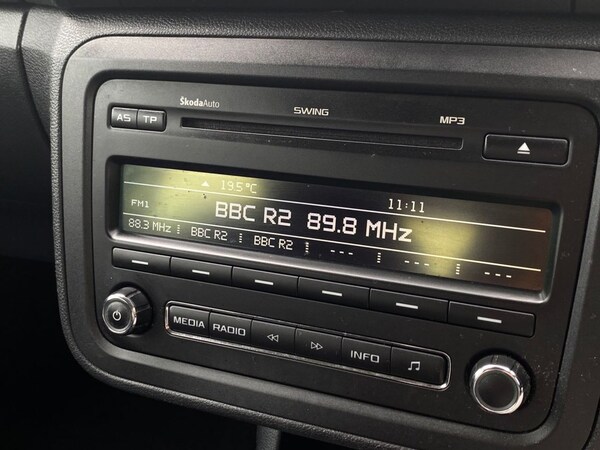 ŠkodaAuto SWING MP3
AS TP
19.5°C 11:11
FM1 BBC R2 89.8 MHz
88.3 MHz BBC R2 BBC R2 --- --- ---
MEDIA RADIO INFO